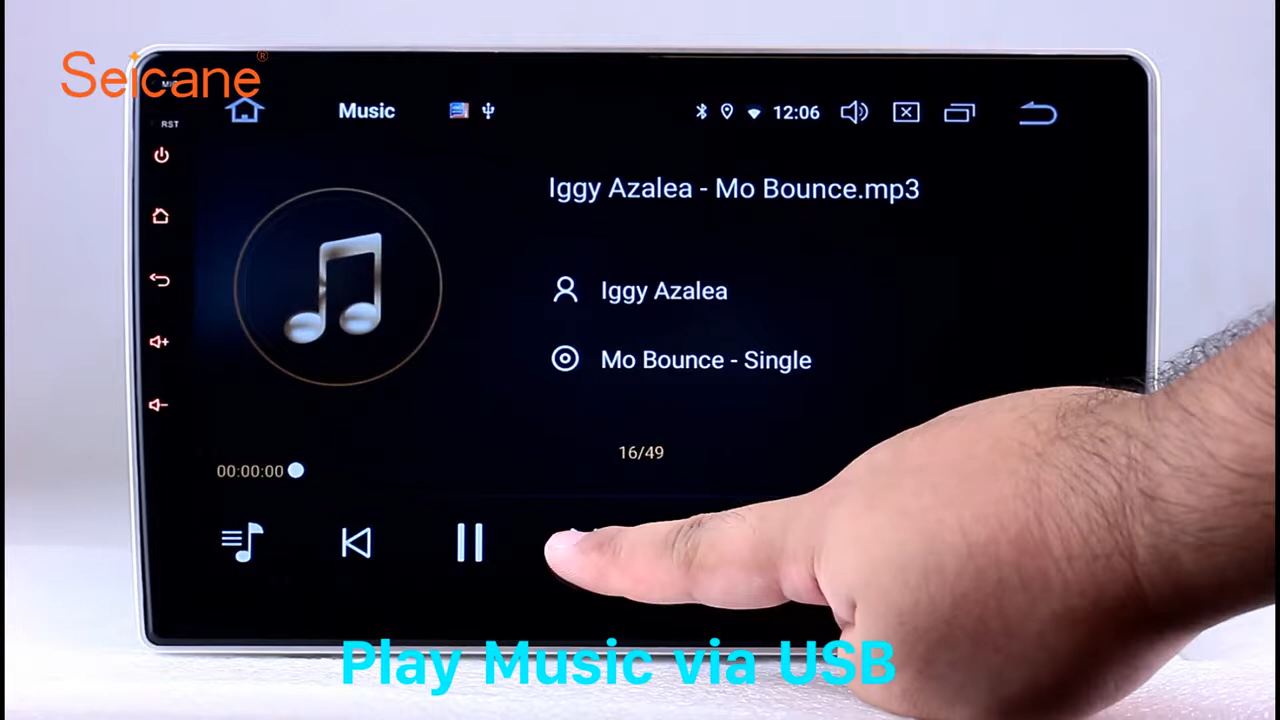 Seicane®
MIC
RST
Music
12:06
Iggy Azalea - Mo Bounce.mp3
Iggy Azalea
Mo Bounce - Single
16/49
00:00:00
Play Music via USB